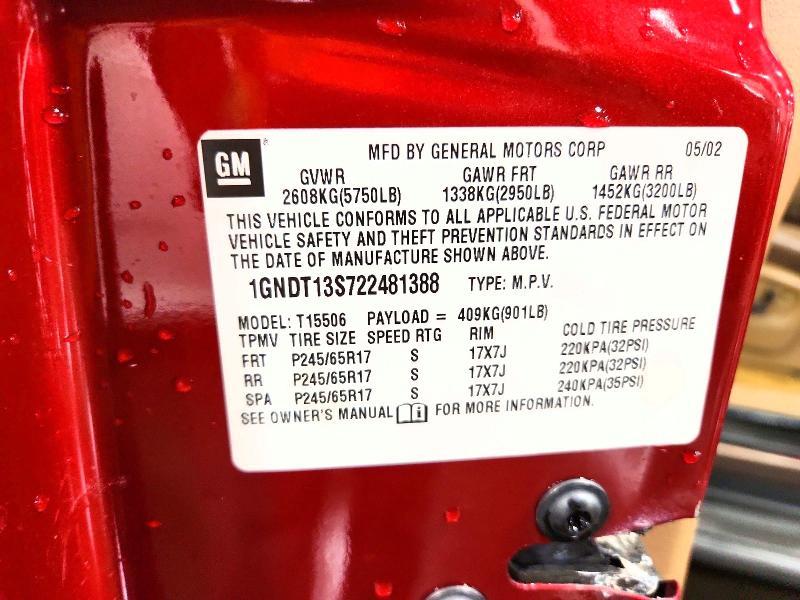 GM MFD BY GENERAL MOTORS CORP 05/02
GVWR GAWR FRT GAWR RR
2608KG(5750LB) 1338KG(2950LB) 1452KG(3200LB)
THIS VEHICLE CONFORMS TO ALL APPLICABLE U.S. FEDERAL MOTOR
VEHICLE SAFETY AND THEFT PREVENTION STANDARDS IN EFFECT ON
THE DATE OF MANUFACTURE SHOWN ABOVE.
1GNDT13S722481388 TYPE: M.P.V.
MODEL: T15506 PAYLOAD = 409KG(901LB)
TPMV TIRE SIZE SPEED RTG RIM COLD TIRE PRESSURE
FRT P245/65R17 S 17X7J 220KPA(32PSI)
RR P245/65R17 S 17X7J 220KPA(32PSI)
SPA P245/65R17 S 17X7J 240KPA(35PSI)
SEE OWNER'S MANUAL i FOR MORE INFORMATION.